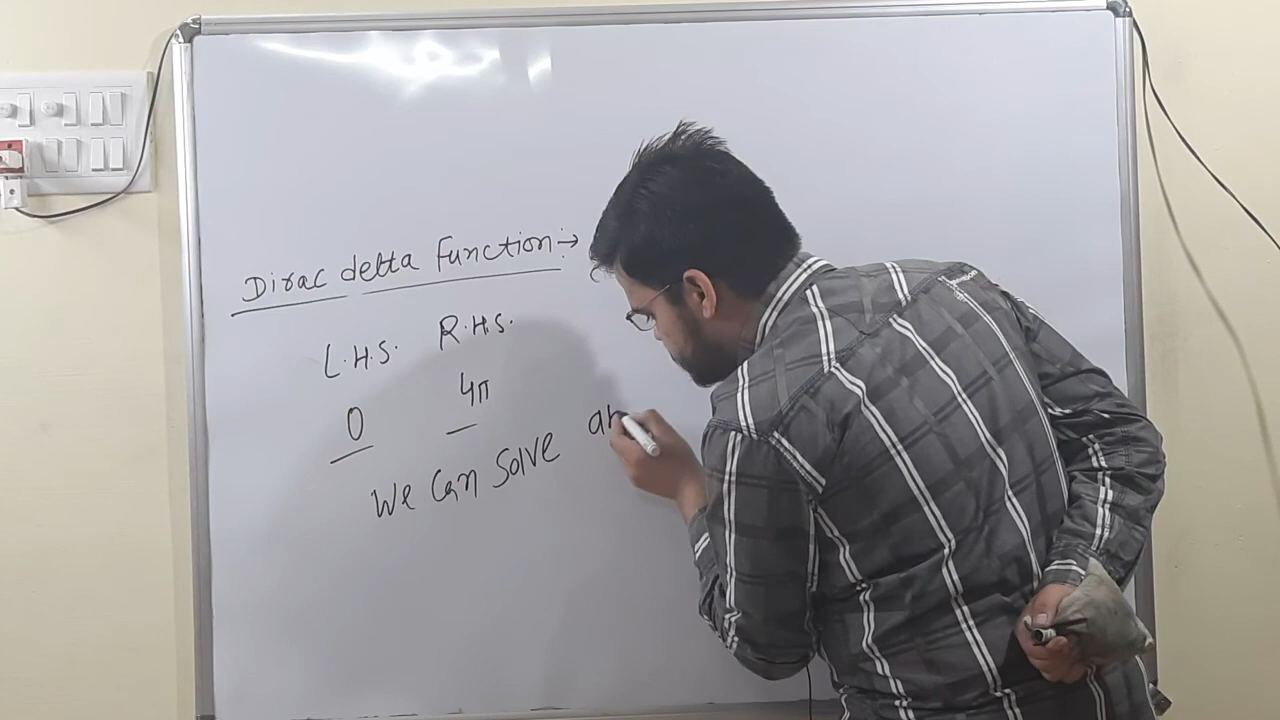 Dirac delta function:→
L.H.S. R.H.S.
0 4π
We Can Solve